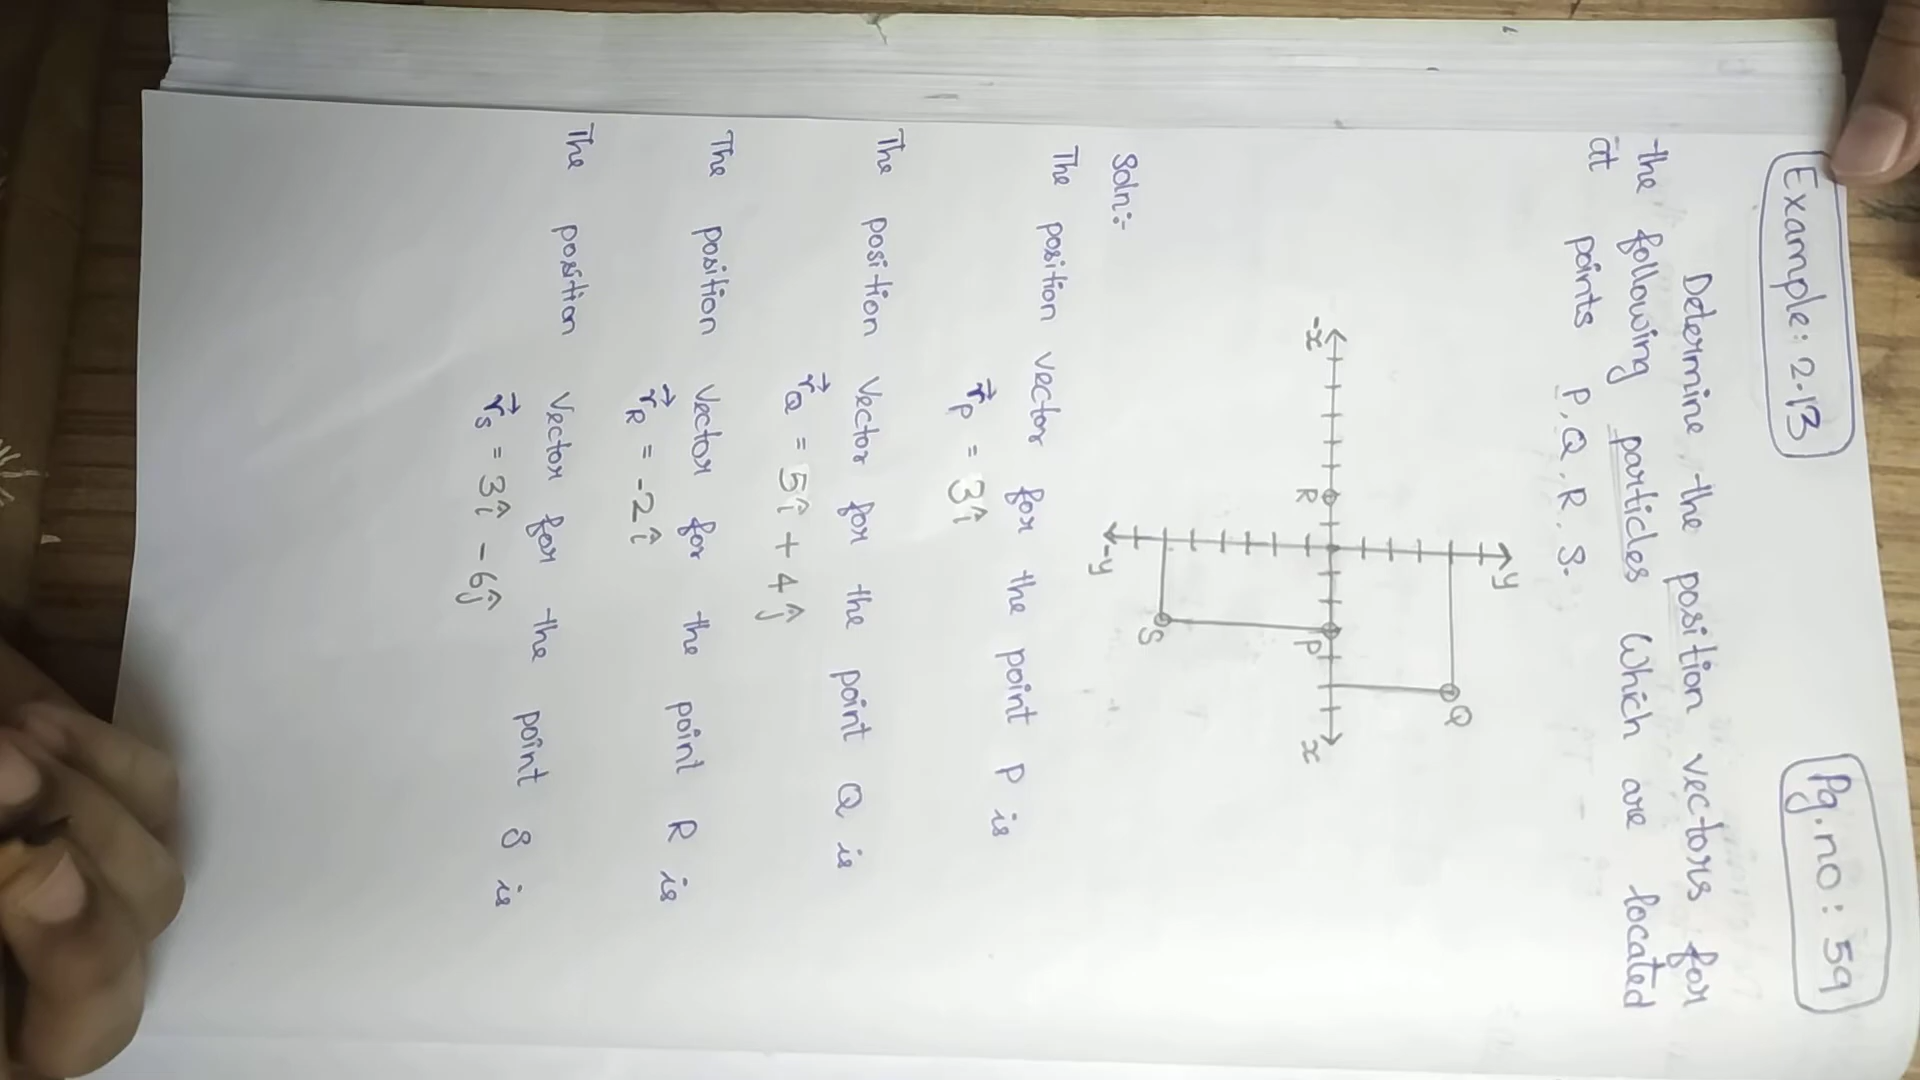 Example: 2.13
Pg.no: 59
Determine the position vectors for
the following particles Which are located
at points P, Q, R, S.
y
Q
-x
R
P
x
S
-y
Soln:-
The position vector for the point P is
r⃗P = 3î
The position vector for the point Q is
r⃗Q = 5î + 4ĵ
The position vector for the point R is
r⃗R = -2î
The position vector for the point S is
r⃗S = 3î - 6ĵ